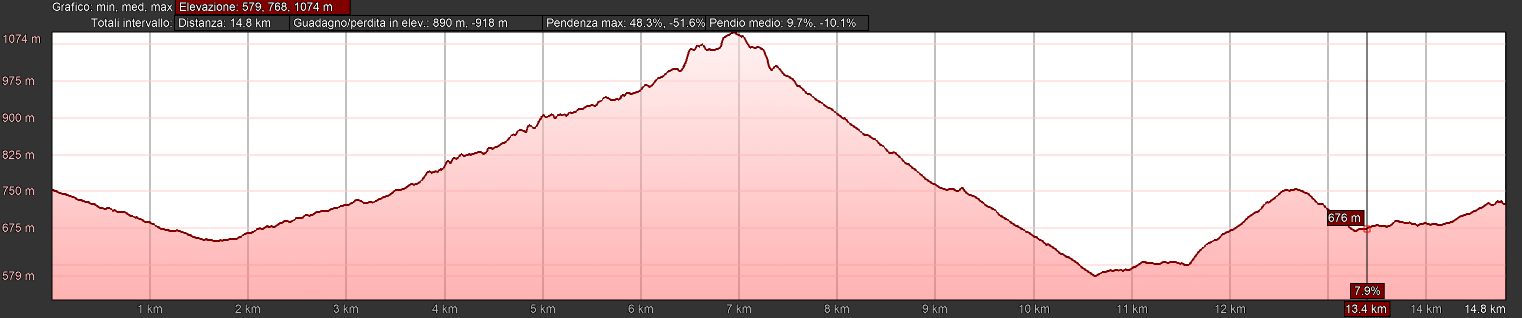 Grafico: min, med, max Elevazione: 579, 768, 1074 m
Totali intervallo: Distanza: 14.8 km Guadagno/perdita in elev.: 890 m, -918 m Pendenza max: 48.3%, -51.6% Pendio medio: 9.7%, -10.1%
1074 m
975 m
900 m
825 m
750 m
675 m
579 m
676 m
7.9%
1 km 2 km 3 km 4 km 5 km 6 km 7 km 8 km 9 km 10 km 11 km 12 km 13.4 km 14 km 14.8 km